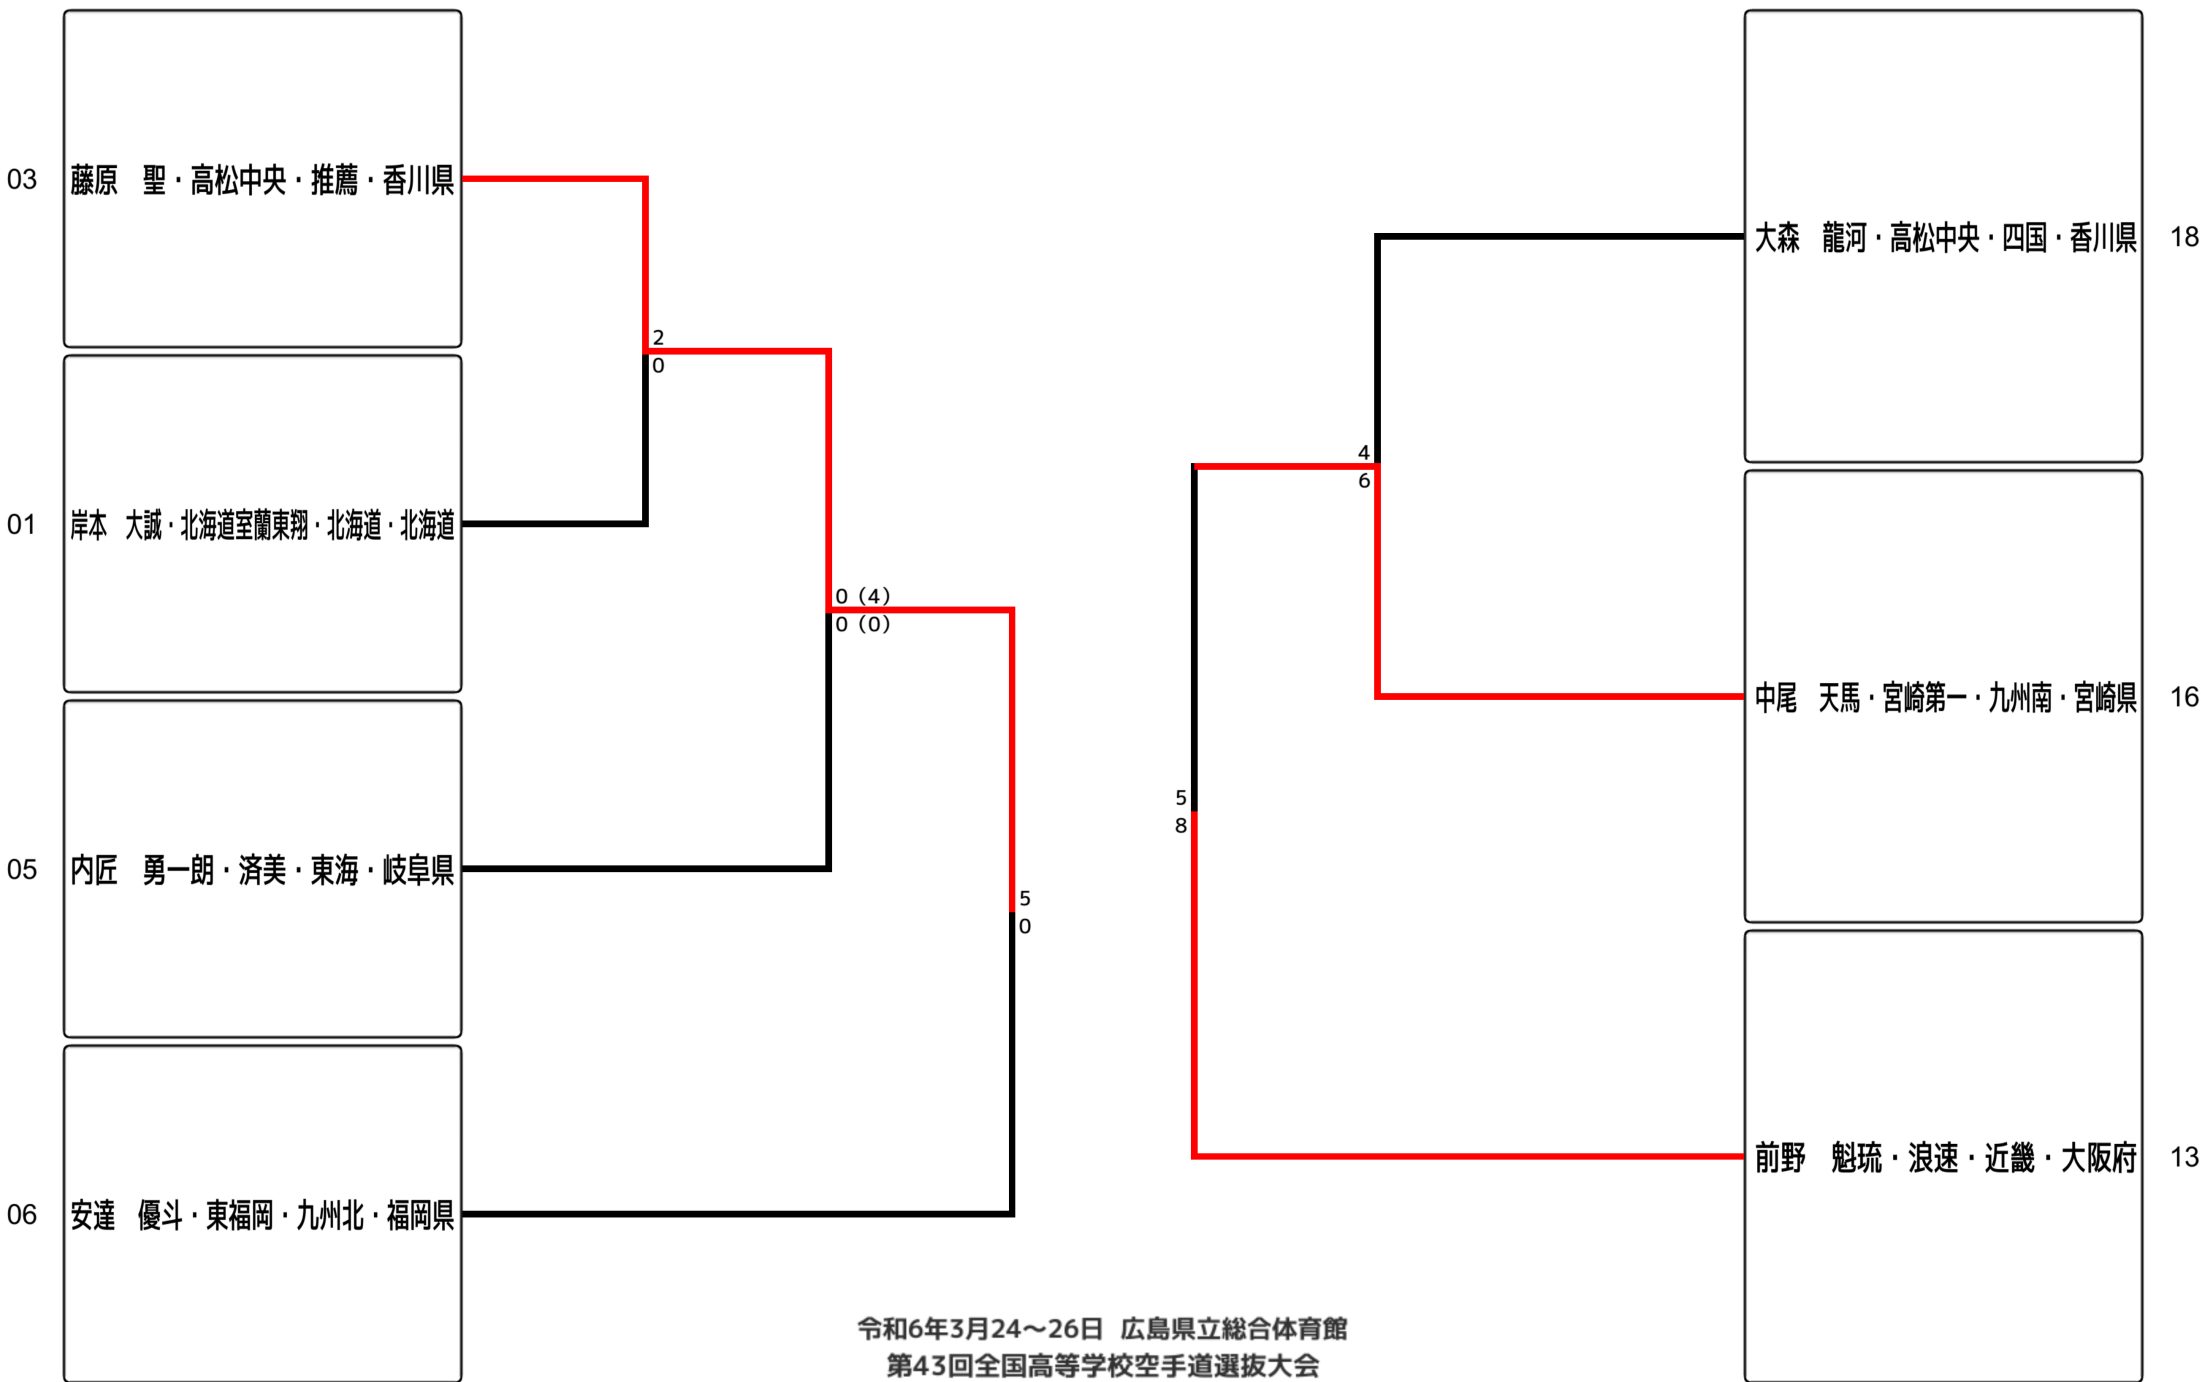 03
藤原　聖・高松中央・推薦・香川県
2
0
01
岸本　大誠・北海道室蘭東翔・北海道・北海道
0（4）
0（0）
05
内匠　勇一朗・済美・東海・岐阜県
5
0
06
安達　優斗・東福岡・九州北・福岡県
大森　龍河・高松中央・四国・香川県
18
4
6
中尾　天馬・宮崎第一・九州南・宮崎県
16
5
8
前野　魁琉・浪速・近畿・大阪府
13
令和6年3月24〜26日 広島県立総合体育館
第43回全国高等学校空手道選抜大会